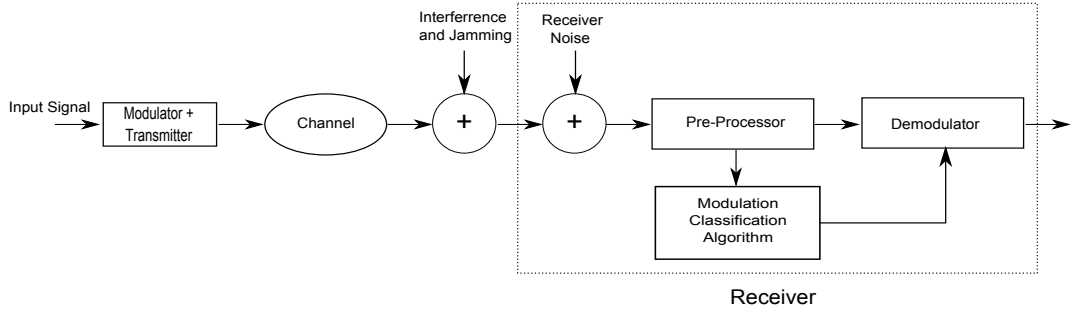 Interferrence
and Jamming
Receiver
Noise
Input Signal
Modulator +
Transmitter
Channel
+
+
Pre-Processor
Demodulator
Modulation
Classification
Algorithm
Receiver